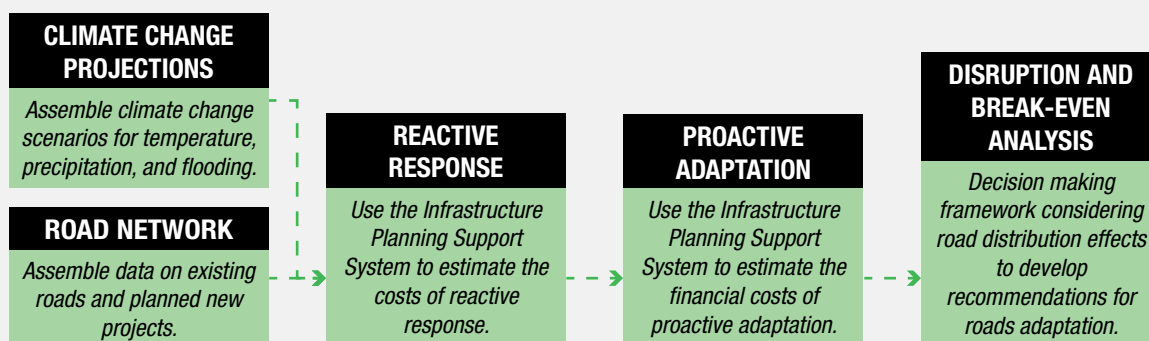 CLIMATE CHANGE
PROJECTIONS
Assemble climate change
scenarios for temperature,
precipitation, and flooding.
ROAD NETWORK
Assemble data on existing
roads and planned new
projects.
REACTIVE
RESPONSE
Use the Infrastructure
Planning Support
System to estimate the
costs of reactive
response.
PROACTIVE
ADAPTATION
Use the Infrastructure
Planning Support
System to estimate the
financial costs of
proactive adaptation.
DISRUPTION AND
BREAK-EVEN
ANALYSIS
Decision making
framework considering
road distribution effects
to develop
recommendations for
roads adaptation.